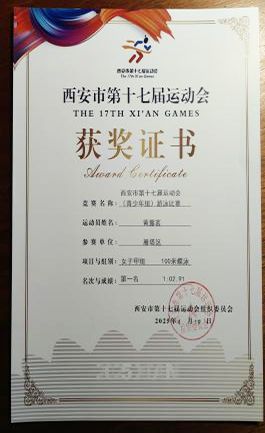 西安市第十七届运动会
The 17th Xi'an Games
西安市第十七届运动会
THE 17TH XI'AN GAMES
获奖证书
Award Certificate
西安市第十七届运动会
竞赛名称：（青少年组）游泳比赛
运动员姓名：
参赛单位：雁塔区
项目与组别：女子甲组 100米蝶泳
名次与成绩：第一名 1:02.91
西安市第十七届运动会组织委员会